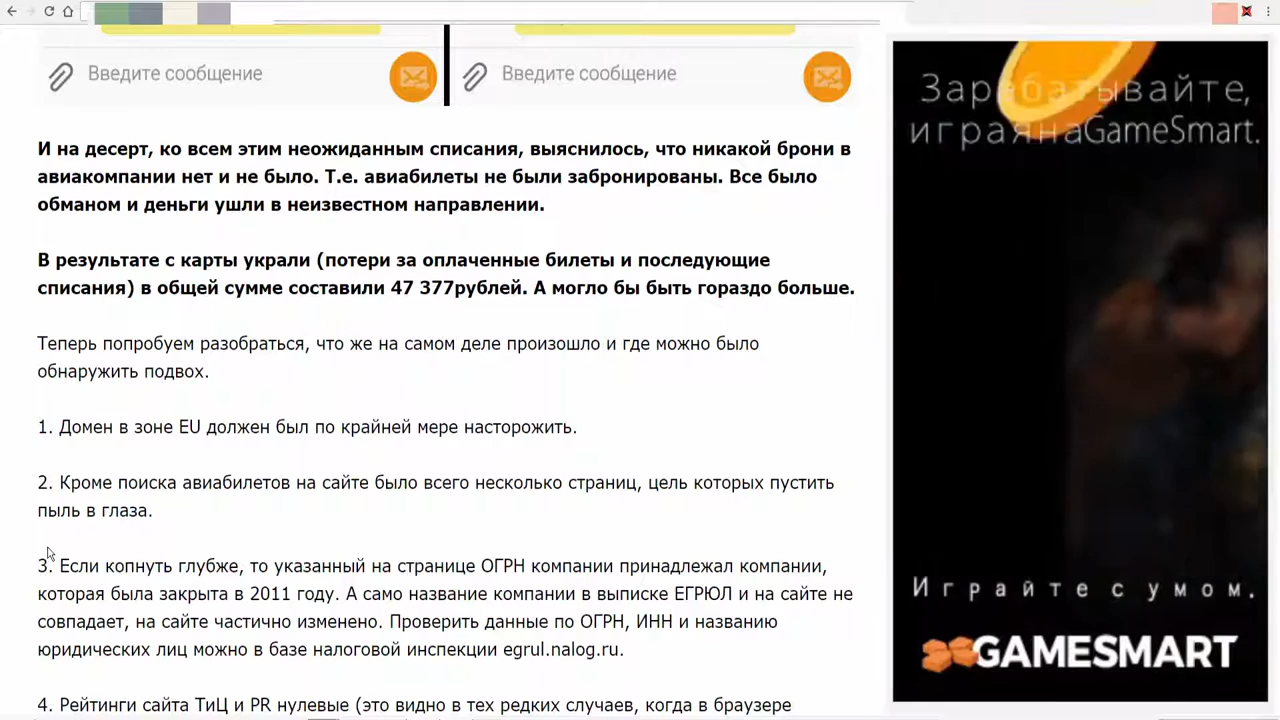 Введите сообщение
Введите сообщение
И на десерт, ко всем этим неожиданным списания, выяснилось, что никакой брони в
авиакомпании нет и не было. Т.е. авиабилеты не были забронированы. Все было
обманом и деньги ушли в неизвестном направлении.
В результате с карты украли (потери за оплаченные билеты и последующие
списания) в общей сумме составили 47 377рублей. А могло бы быть гораздо больше.
Теперь попробуем разобраться, что же на самом деле произошло и где можно было
обнаружить подвох.
1. Домен в зоне EU должен был по крайней мере насторожить.
2. Кроме поиска авиабилетов на сайте было всего несколько страниц, цель которых пустить
пыль в глаза.
3. Если копнуть глубже, то указанный на странице ОГРН компании принадлежал компании,
которая была закрыта в 2011 году. А само название компании в выписке ЕГРЮЛ и на сайте не
совпадает, на сайте частично изменено. Проверить данные по ОГРН, ИНН и названию
юридических лиц можно в базе налоговой инспекции egrul.nalog.ru.
4. Рейтинги сайта ТиЦ и PR нулевые (это видно в тех редких случаях, когда в браузере
Зарабатывайте,
играянаGameSmart.
Играйте с умом.
GAMESMART